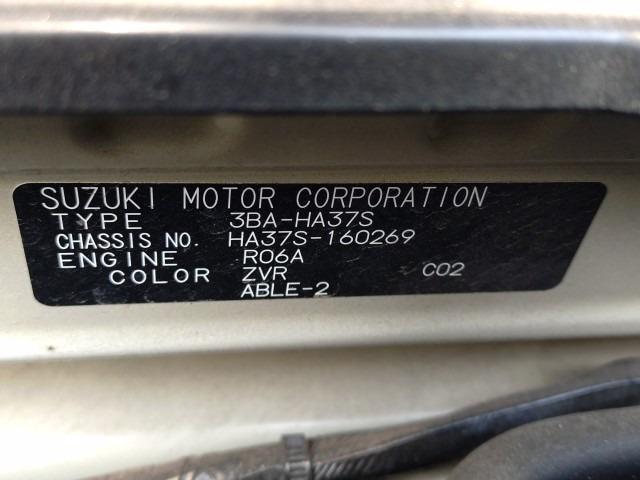 SUZUKI MOTOR CORPORATION
TYPE 3BA-HA37S
CHASSIS NO. HA37S-160269
ENGINE R06A
COLOR ZVR C02
ABLE-2